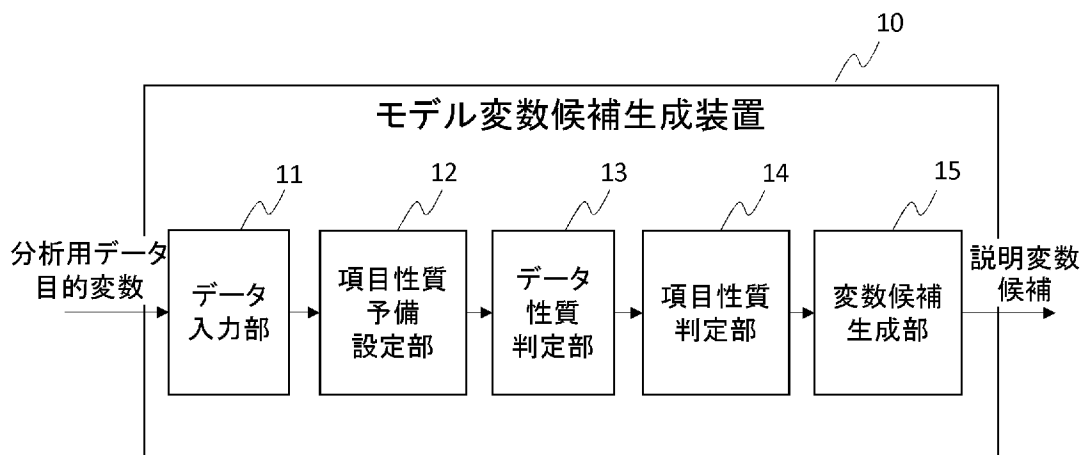 10
モデル変数候補生成装置
11
12
13
14
15
分析用データ
目的変数
データ
入力部
項目性質
予備
設定部
データ
性質
判定部
項目性質
判定部
変数候補
生成部
説明変数
候補